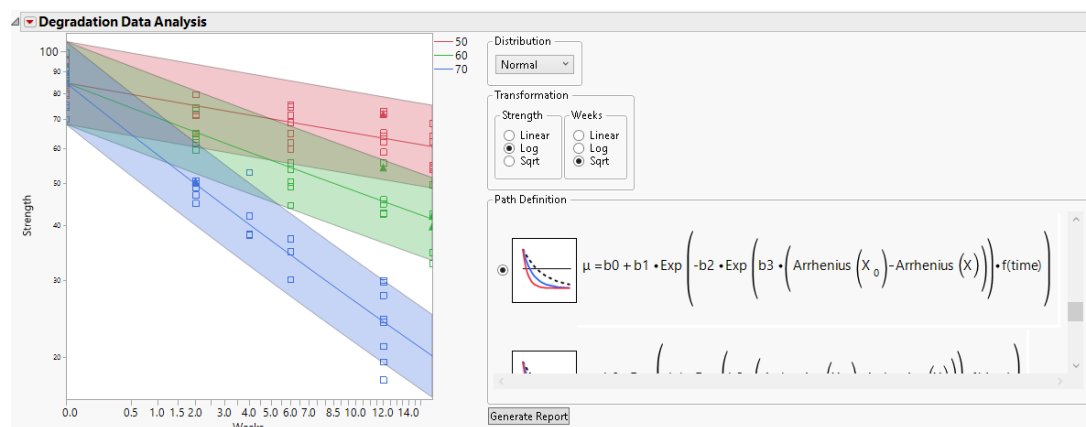 Degradation Data Analysis
100
90
80
70
60
50
40
30
20
Strength
0.0 0.5 1.0 1.5 2.0 3.0 4.0 5.0 6.0 7.0 8.5 10.0 12.0 14.0
Weeks
50
60
70
Distribution
Normal
Transformation
Strength
Linear
Log
Sqrt
Weeks
Linear
Log
Sqrt
Path Definition
μ =b0 + b1 •Exp(-b2 •Exp(b3 •(Arrhenius(X₀)-Arrhenius(X)))•f(time))
Generate Report